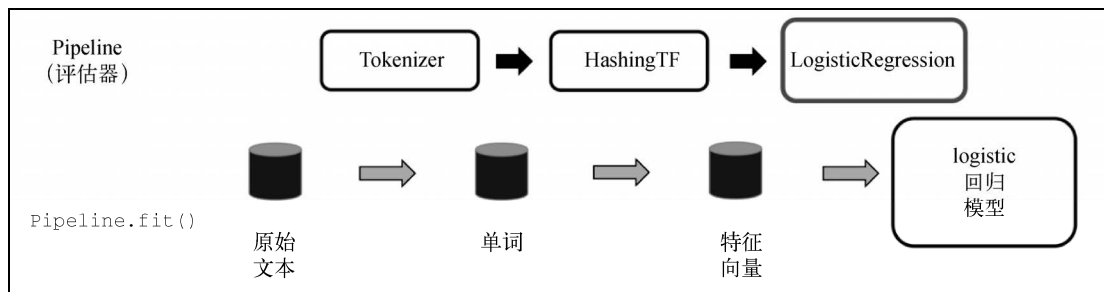 Pipeline
（评估器）
Tokenizer
HashingTF
LogisticRegression
Pipeline.fit()
原始
文本
单词
特征
向量
logistic
回归
模型